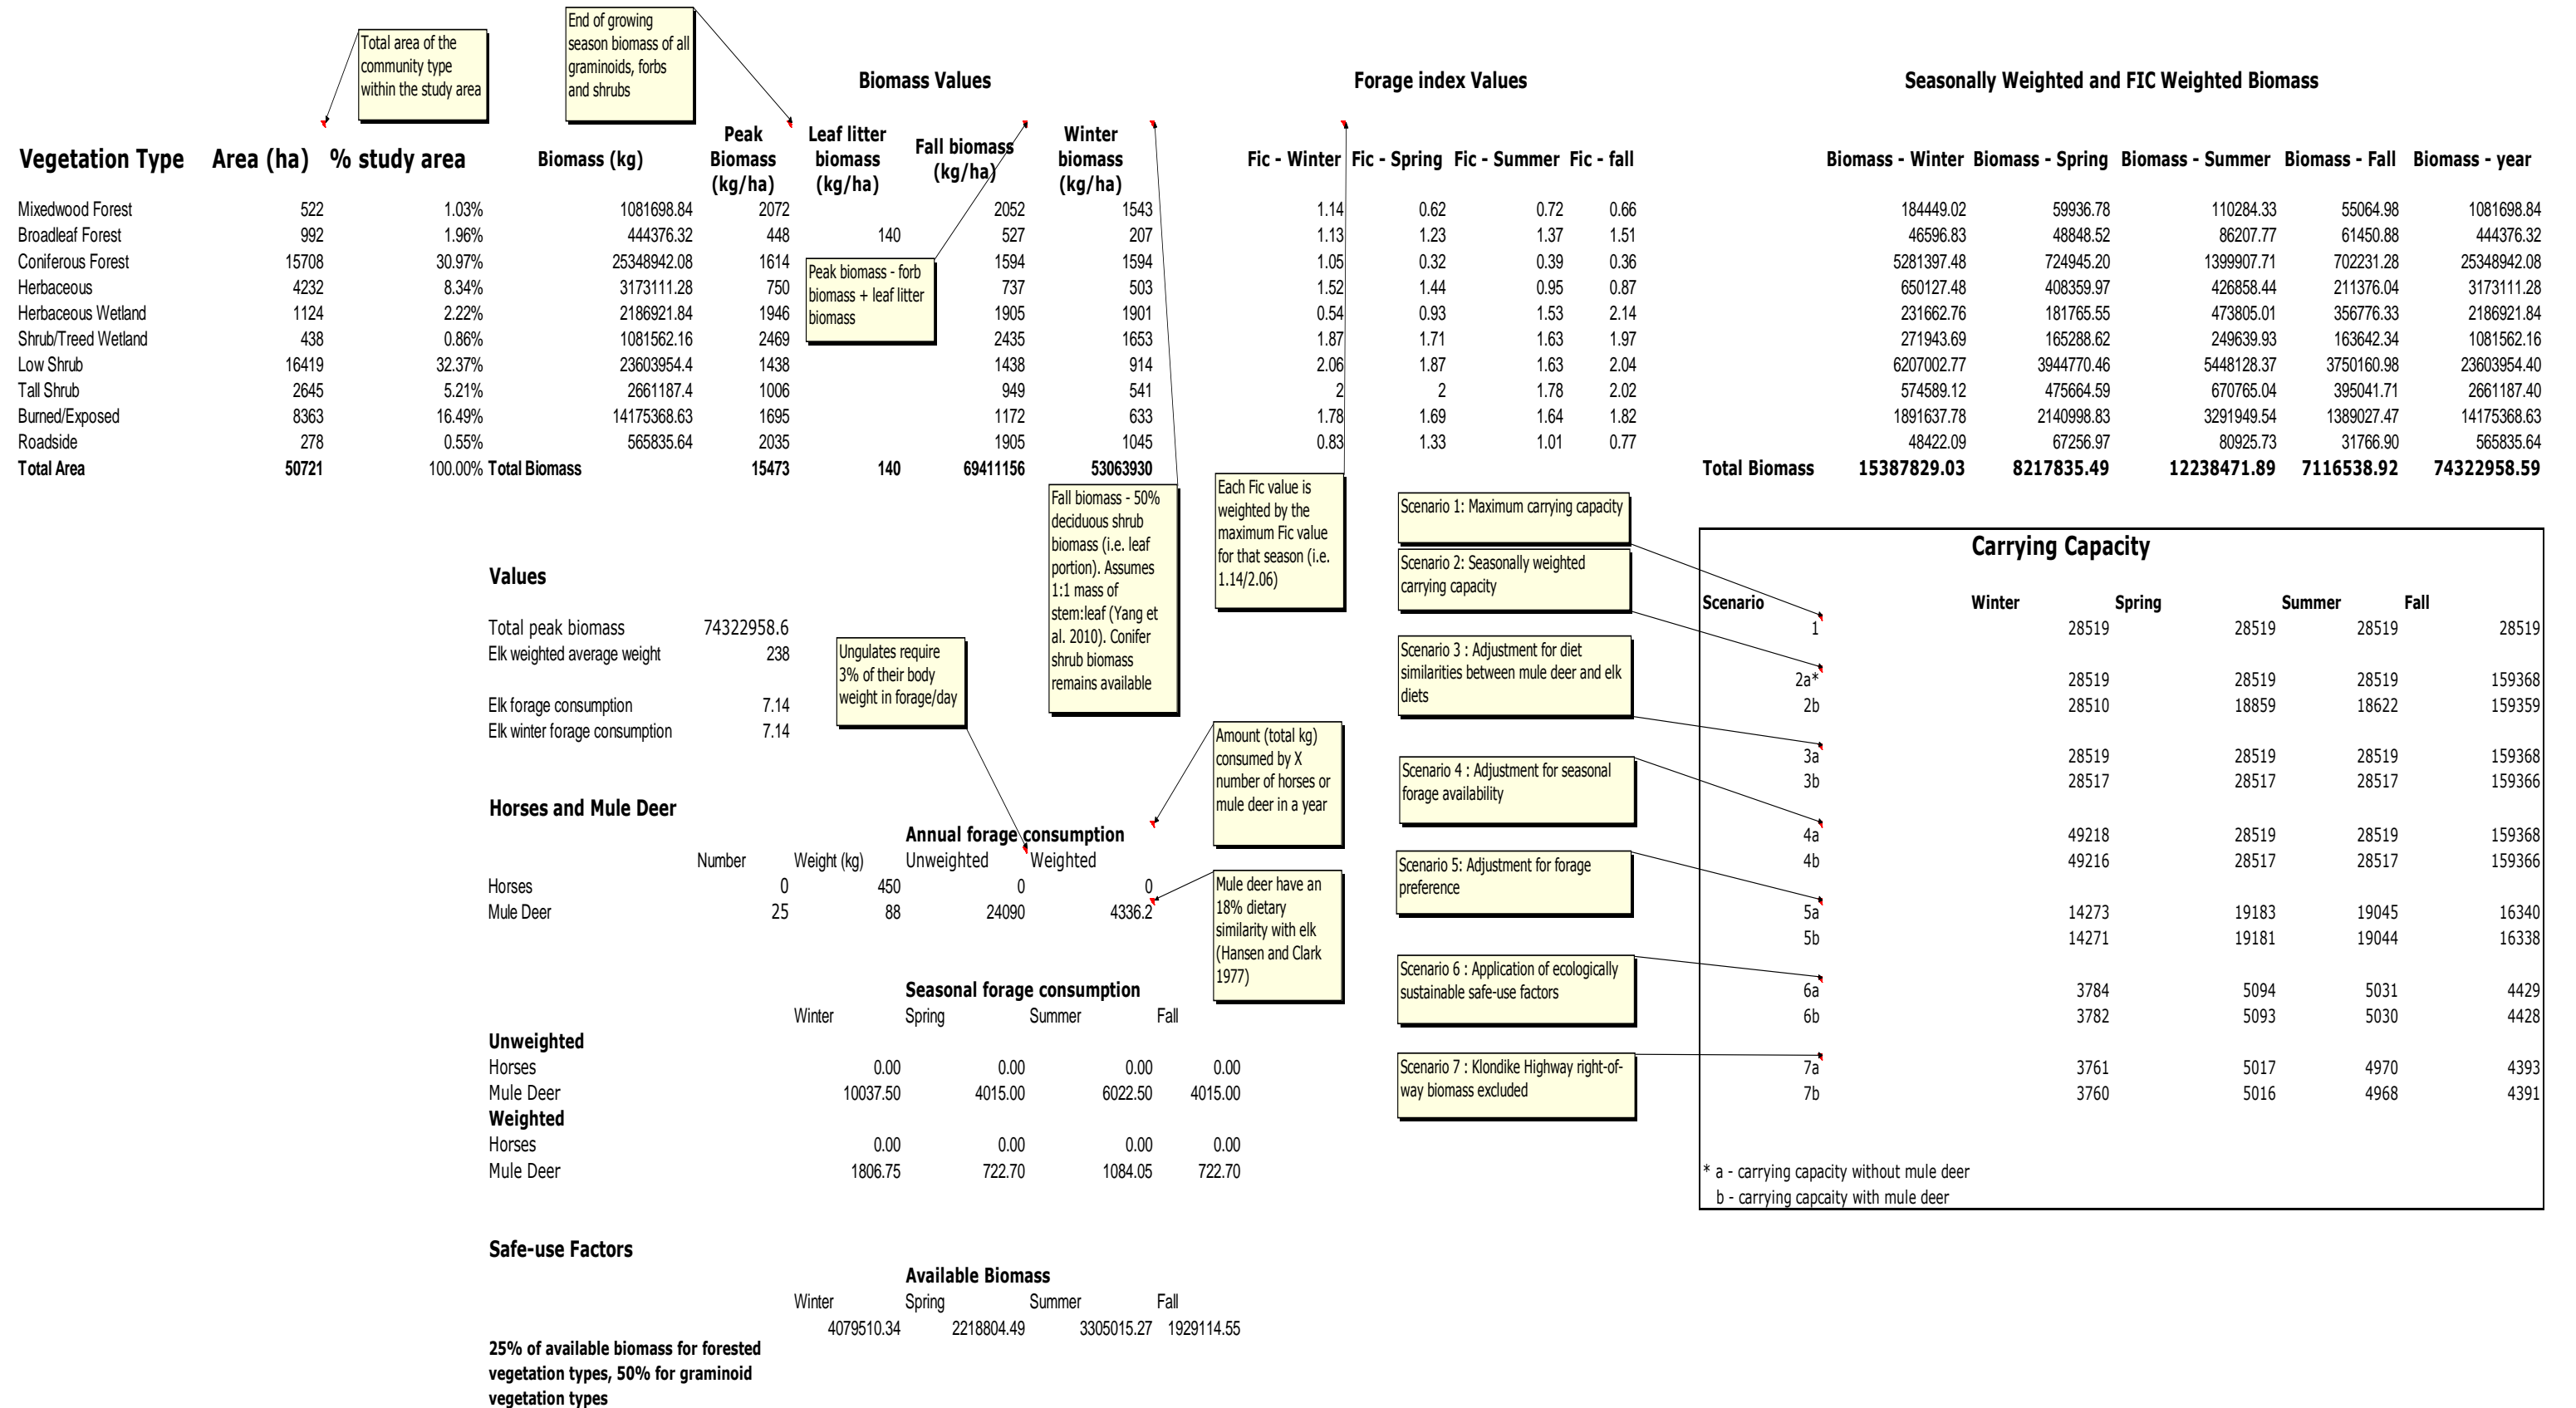 Total area of the
community type
within the study area
End of growing
season biomass of all
graminoids, forbs
and shrubs
Biomass Values
Forage index Values
Seasonally Weighted and FIC Weighted Biomass
Vegetation Type Area (ha) % study area Biomass (kg) Peak Biomass (kg/ha) Leaf litter biomass (kg/ha) Fall biomass (kg/ha) Winter biomass (kg/ha) Fic - Winter Fic - Spring Fic - Summer Fic - fall Biomass - Winter Biomass - Spring Biomass - Summer Biomass - Fall Biomass - year
Mixedwood Forest 522 1.03% 1081698.84 2072 2052 1543 1.14 0.62 0.72 0.66 184449.02 59936.78 110284.33 55064.98 1081698.84
Broadleaf Forest 992 1.96% 444376.32 448 140 527 207 1.13 1.23 1.37 1.51 46596.83 48848.52 86207.77 61450.88 444376.32
Coniferous Forest 15708 30.97% 25348942.08 1614 1594 1594 1.05 0.32 0.39 0.36 5281397.48 724945.20 1399907.71 702231.28 25348942.08
Herbaceous 4232 8.34% 3173111.28 750 737 503 1.52 1.44 0.95 0.87 650127.48 408359.97 426858.44 211376.04 3173111.28
Herbaceous Wetland 1124 2.22% 2186921.84 1946 1905 1901 0.54 0.93 1.53 2.14 231662.76 181765.55 473805.01 356776.33 2186921.84
Shrub/Treed Wetland 438 0.86% 1081562.16 2469 2435 1653 1.87 1.71 1.63 1.97 271943.69 165288.62 249639.93 163642.34 1081562.16
Low Shrub 16419 32.37% 23603954.4 1438 1438 914 2.06 1.87 1.63 2.04 6207002.77 3944770.46 5448128.37 3750160.98 23603954.40
Tall Shrub 2645 5.21% 2661187.4 1006 949 541 2 2 1.78 2.02 574589.12 475664.59 670765.04 395041.71 2661187.40
Burned/Exposed 8363 16.49% 14175368.63 1695 1172 633 1.78 1.69 1.64 1.82 1891637.78 2140998.83 3291949.54 1389027.47 14175368.63
Roadside 278 0.55% 565835.64 2035 1905 1045 0.83 1.33 1.01 0.77 48422.09 67256.97 80925.73 31766.90 565835.64
Total Area 50721 100.00% Total Biomass 15473 140 69411156 53063930 Total Biomass 15387829.03 8217835.49 12238471.89 7116538.92 74322958.59
Peak biomass - forb
biomass + leaf litter
biomass
Fall biomass - 50%
deciduous shrub
biomass (i.e. leaf
portion). Assumes
1:1 mass of
stem:leaf (Yang et
al. 2010). Conifer
shrub biomass
remains available
Each Fic value is
weighted by the
maximum Fic value
for that season (i.e.
1.14/2.06)
Values
Total peak biomass 74322958.6
Elk weighted average weight 238
Elk forage consumption 7.14
Elk winter forage consumption 7.14
Ungulates require
3% of their body
weight in forage/day
Amount (total kg)
consumed by X
number of horses or
mule deer in a year
Horses and Mule Deer
Annual forage consumption
Number Weight (kg) Unweighted Weighted
Horses 0 450 0 0
Mule Deer 25 88 24090 4336.2
Mule deer have an
18% dietary
similarity with elk
(Hansen and Clark
1977)
Seasonal forage consumption
Winter Spring Summer Fall
Unweighted
Horses 0.00 0.00 0.00 0.00
Mule Deer 10037.50 4015.00 6022.50 4015.00
Weighted
Horses 0.00 0.00 0.00 0.00
Mule Deer 1806.75 722.70 1084.05 722.70
Safe-use Factors
Available Biomass
Winter Spring Summer Fall
4079510.34 2218804.49 3305015.27 1929114.55
25% of available biomass for forested
vegetation types, 50% for graminoid
vegetation types
Scenario 1: Maximum carrying capacity
Scenario 2: Seasonally weighted
carrying capacity
Scenario 3 : Adjustment for diet
similarities between mule deer and elk
diets
Scenario 4 : Adjustment for seasonal
forage availability
Scenario 5: Adjustment for forage
preference
Scenario 6 : Application of ecologically
sustainable safe-use factors
Scenario 7 : Klondike Highway right-of-
way biomass excluded
Carrying Capacity
Scenario Winter Spring Summer Fall
1 28519 28519 28519 28519
2a* 28519 28519 28519 159368
2b 28510 18859 18622 159359
3a 28519 28519 28519 159368
3b 28517 28517 28517 159366
4a 49218 28519 28519 159368
4b 49216 28517 28517 159366
5a 14273 19183 19045 16340
5b 14271 19181 19044 16338
6a 3784 5094 5031 4429
6b 3782 5093 5030 4428
7a 3761 5017 4970 4393
7b 3760 5016 4968 4391
* a - carrying capacity without mule deer
b - carrying capcaity with mule deer